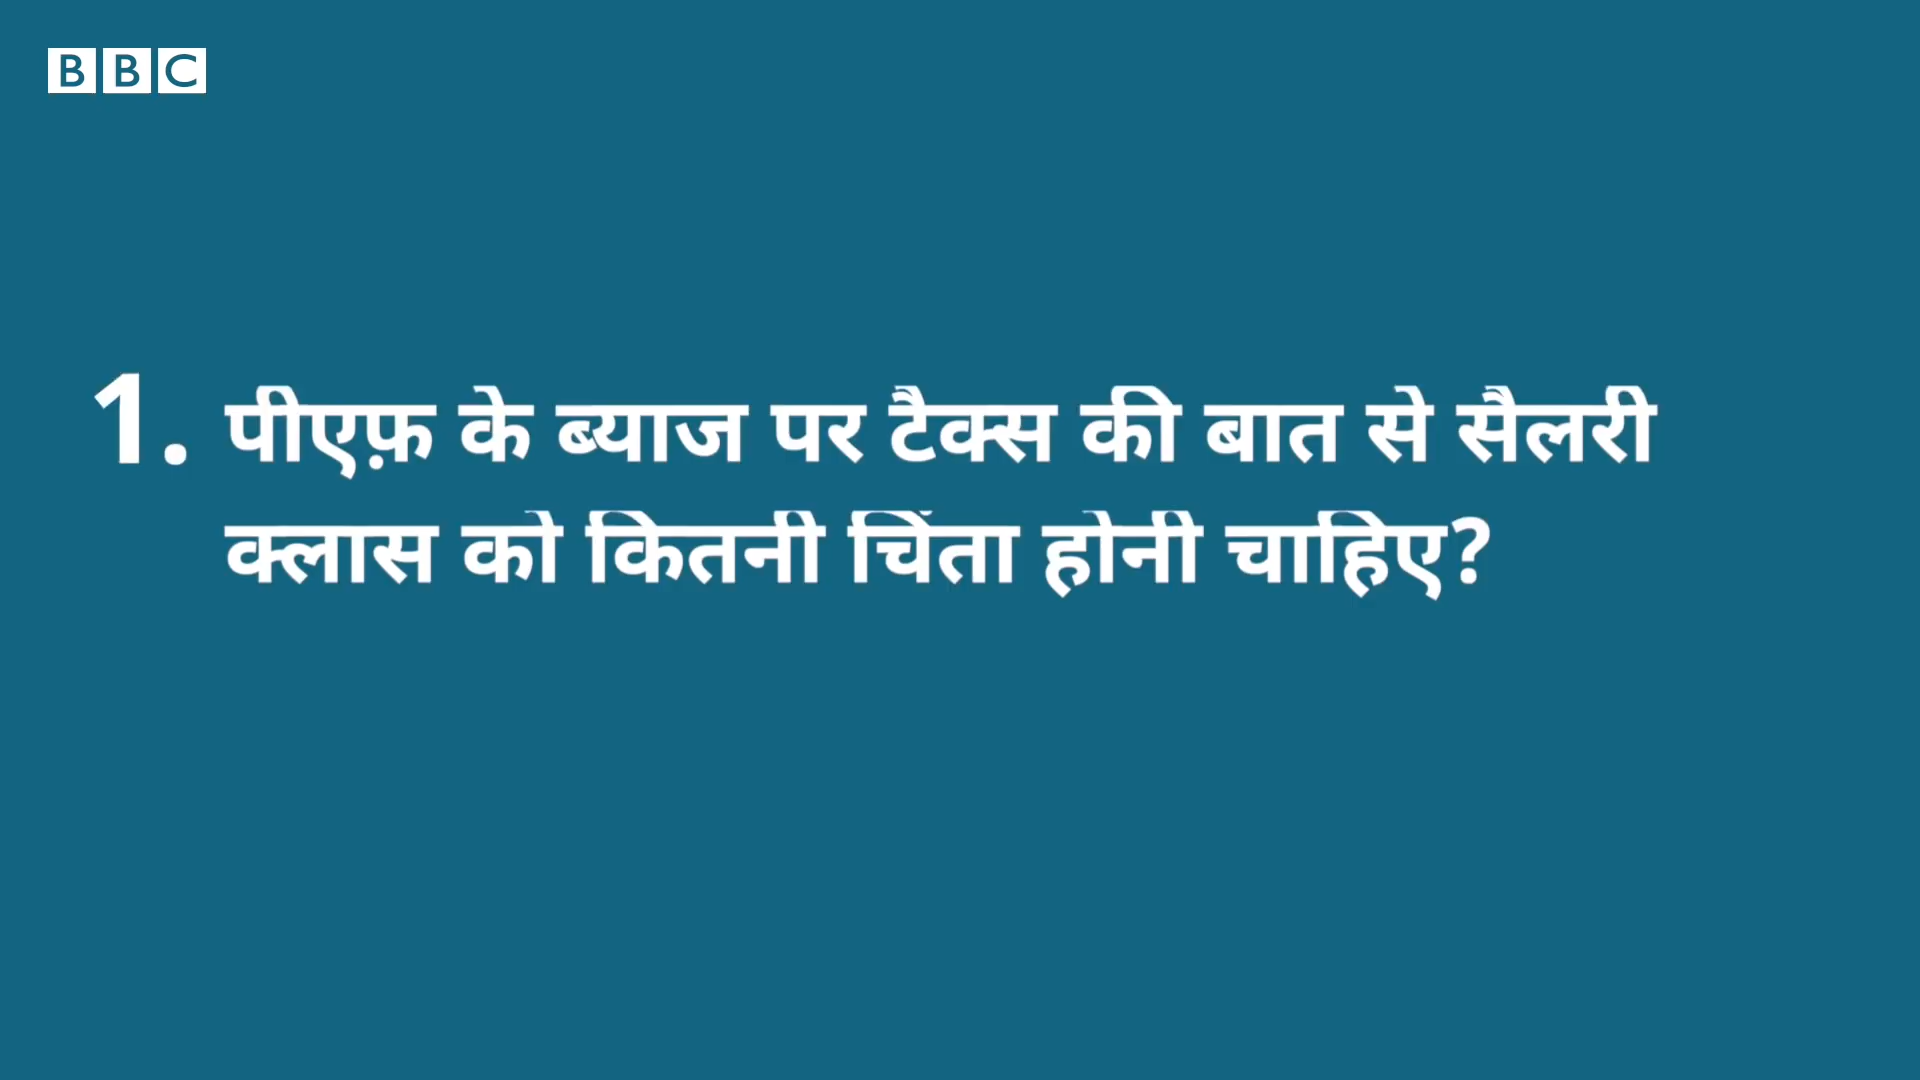 BBC
1. पीएफ़ के ब्याज पर टैक्स की बात से सैलरी
क्लास को कितनी चिंता होनी चाहिए?